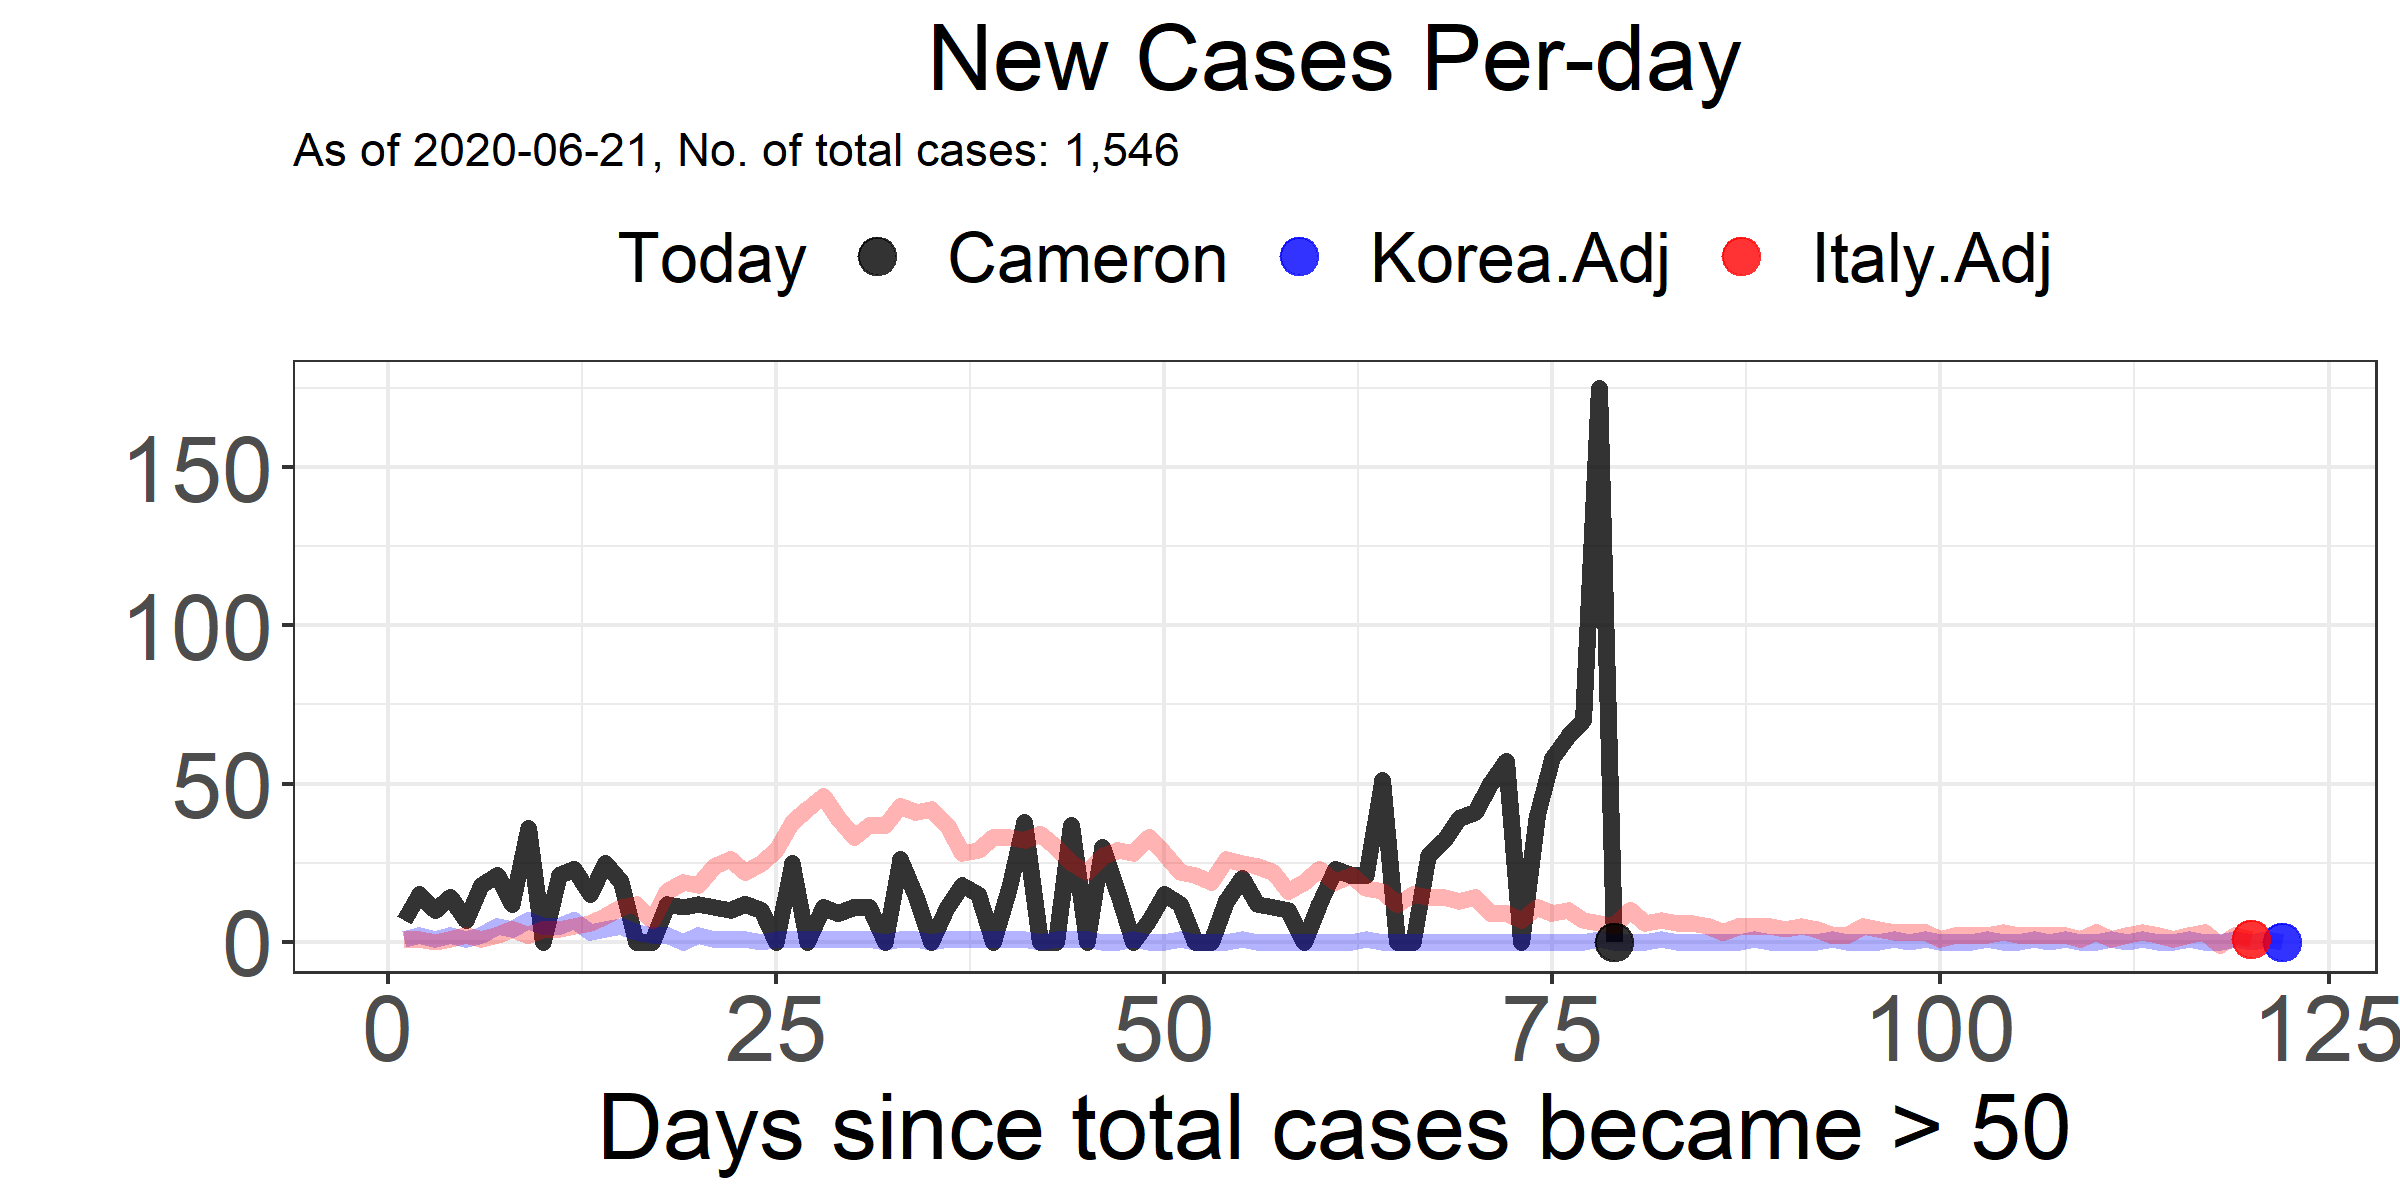 New Cases Per-day
As of 2020-06-21, No. of total cases: 1,546
Today Cameron Korea.Adj Italy.Adj
150
100
50
0
0 25 50 75 100 125
Days since total cases became > 50